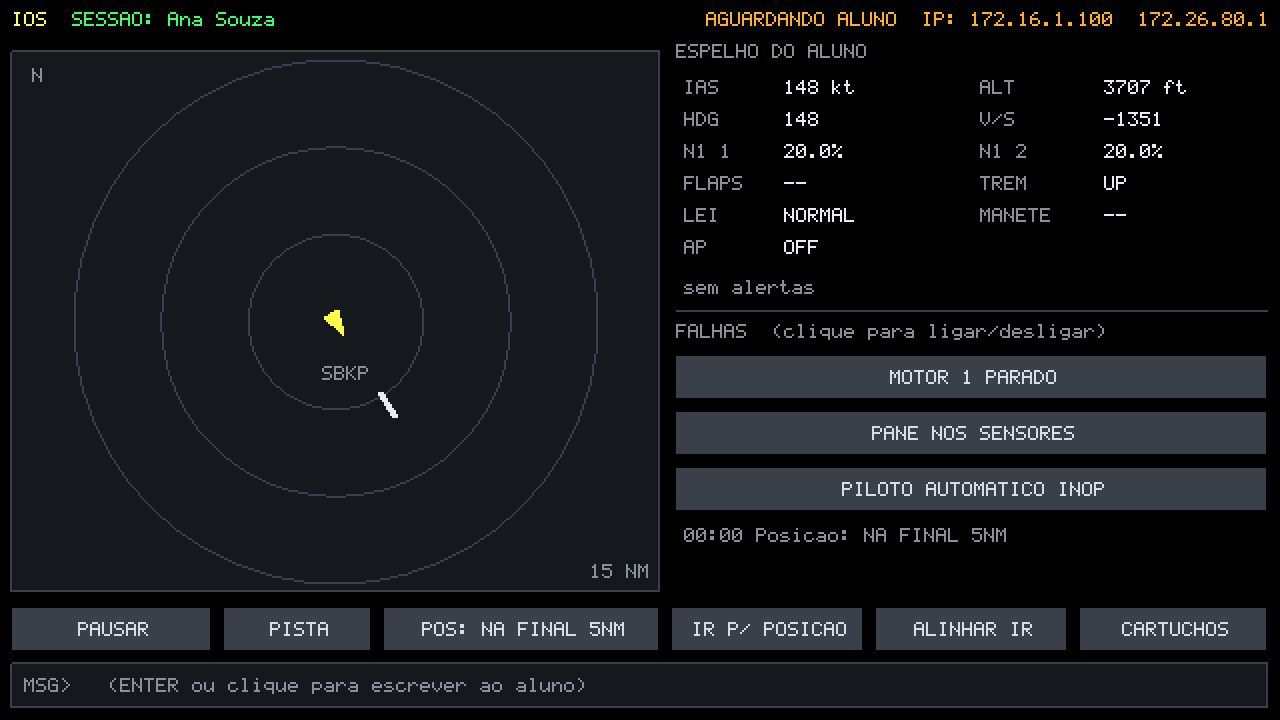 IOS SESSAO: Ana Souza AGUARDANDO ALUNO IP: 172.16.1.100 172.26.80.1
N
SBKP
15 NM
ESPELHO DO ALUNO
IAS 148 kt ALT 3707 ft
HDG 148 V/S -1351
N1 1 20.0% N1 2 20.0%
FLAPS -- TREM UP
LEI NORMAL MANETE --
AP OFF
sem alertas
FALHAS (clique para ligar/desligar)
MOTOR 1 PARADO
PANE NOS SENSORES
PILOTO AUTOMATICO INOP
00:00 Posicao: NA FINAL 5NM
PAUSAR PISTA POS: NA FINAL 5NM IR P/ POSICAO ALINHAR IR CARTUCHOS
MSG> (ENTER ou clique para escrever ao aluno)